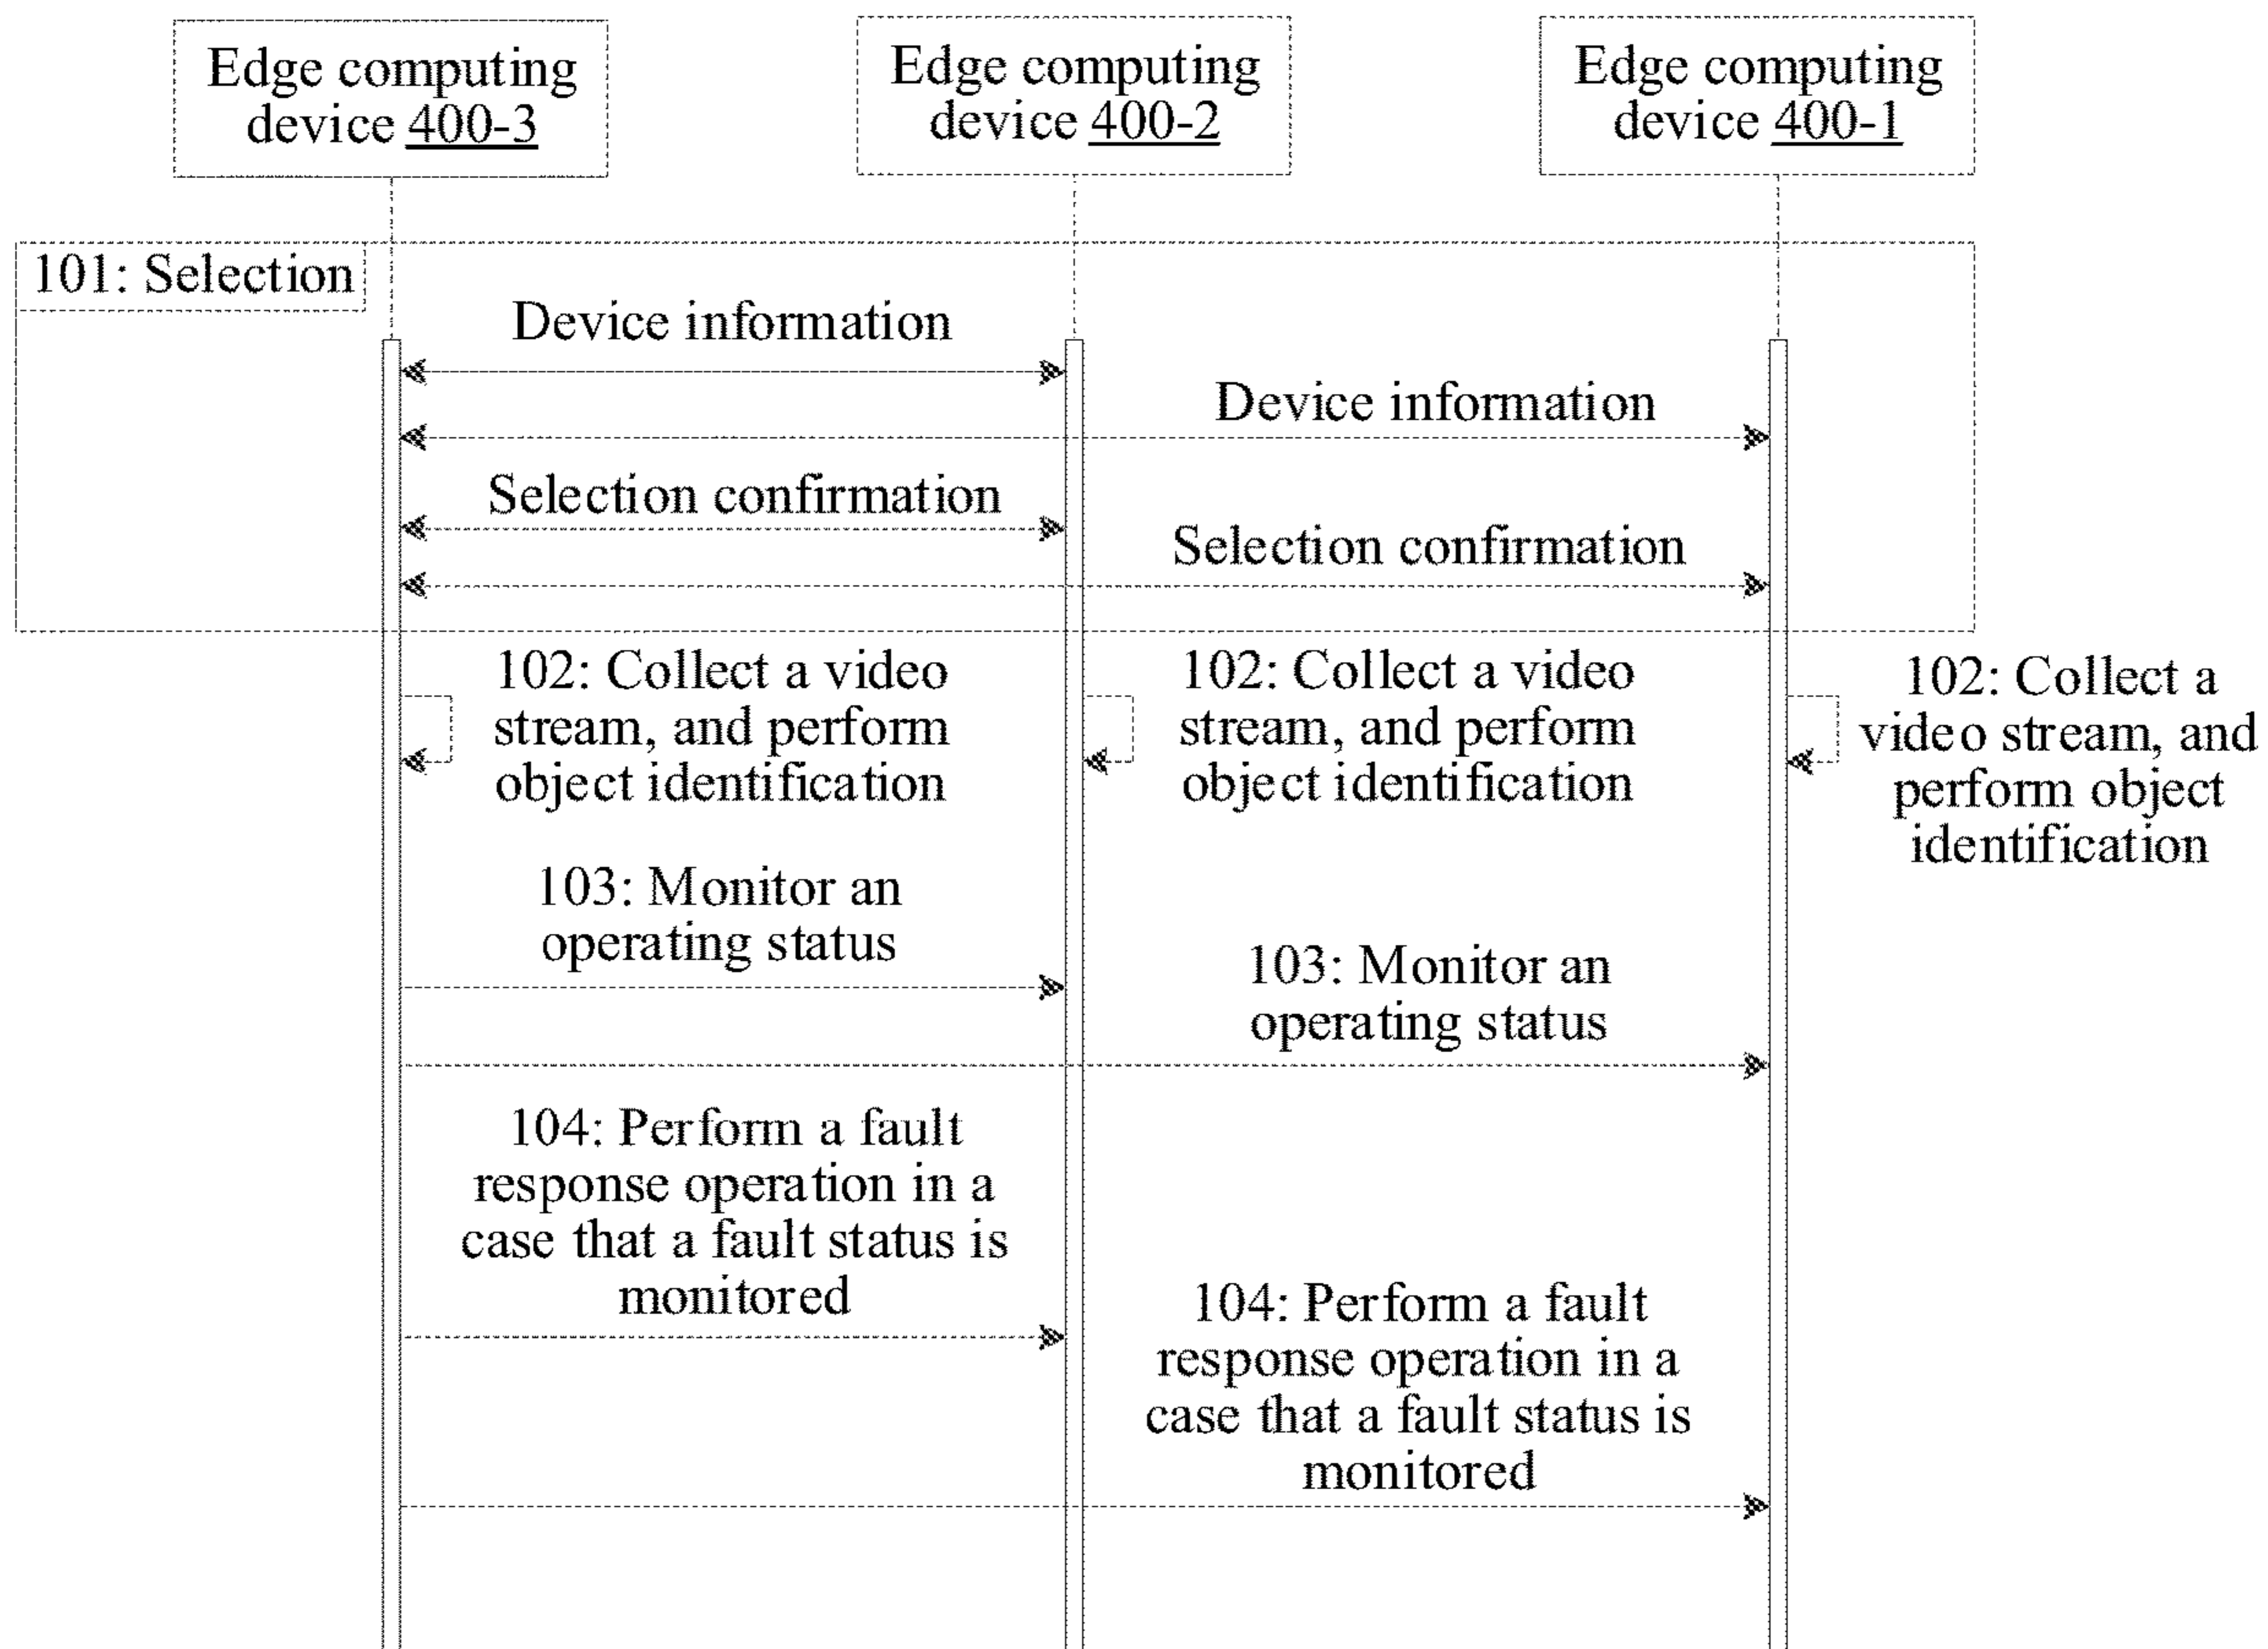 Edge computing
device 400-3
Edge computing
device 400-2
Edge computing
device 400-1
101: Selection
Device information
Device information
Selection confirmation
Selection confirmation
102: Collect a video
stream, and perform
object identification
102: Collect a video
stream, and perform
object identification
102: Collect a
video stream, and
perform object
identification
103: Monitor an
operating status
103: Monitor an
operating status
104: Perform a fault
response operation in a
case that a fault status is
monitored
104: Perform a fault
response operation in a
case that a fault status is
monitored